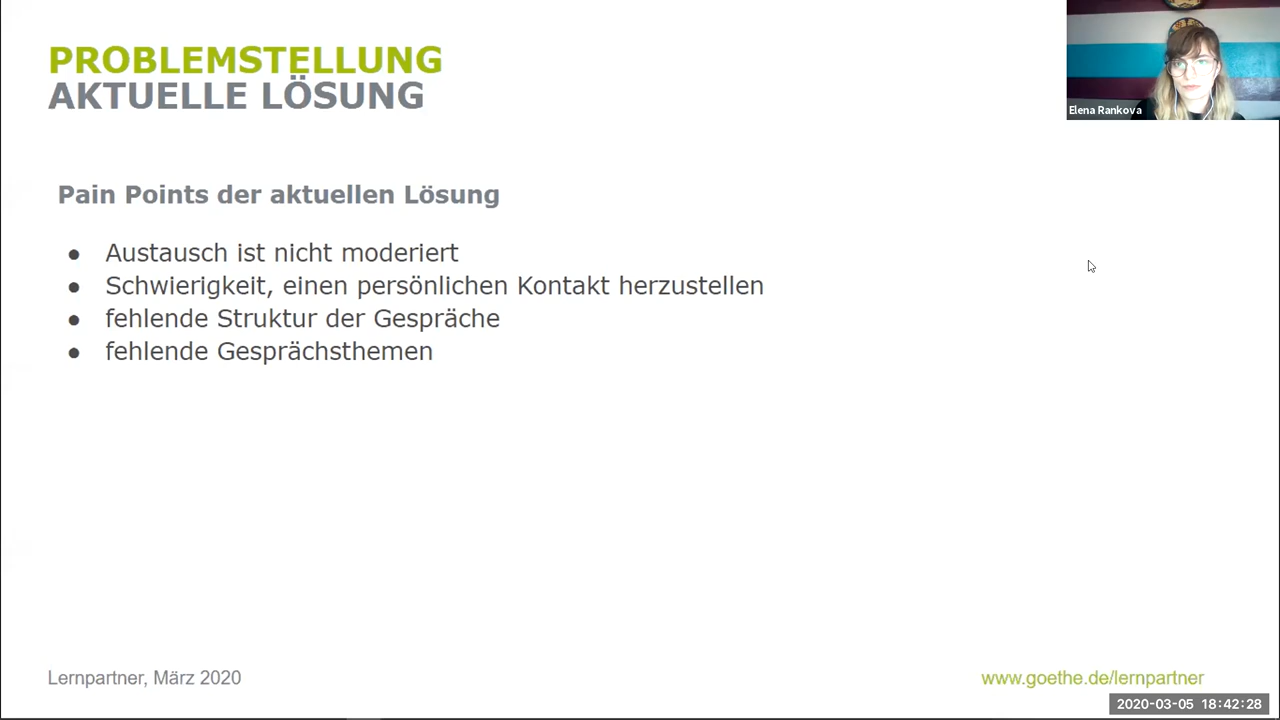 PROBLEMSTELLUNG
AKTUELLE LÖSUNG
Elena Rankova
Pain Points der aktuellen Lösung
● Austausch ist nicht moderiert
● Schwierigkeit, einen persönlichen Kontakt herzustellen
● fehlende Struktur der Gespräche
● fehlende Gesprächsthemen
Lernpartner, März 2020
www.goethe.de/lernpartner
2020-03-05 18:42:28